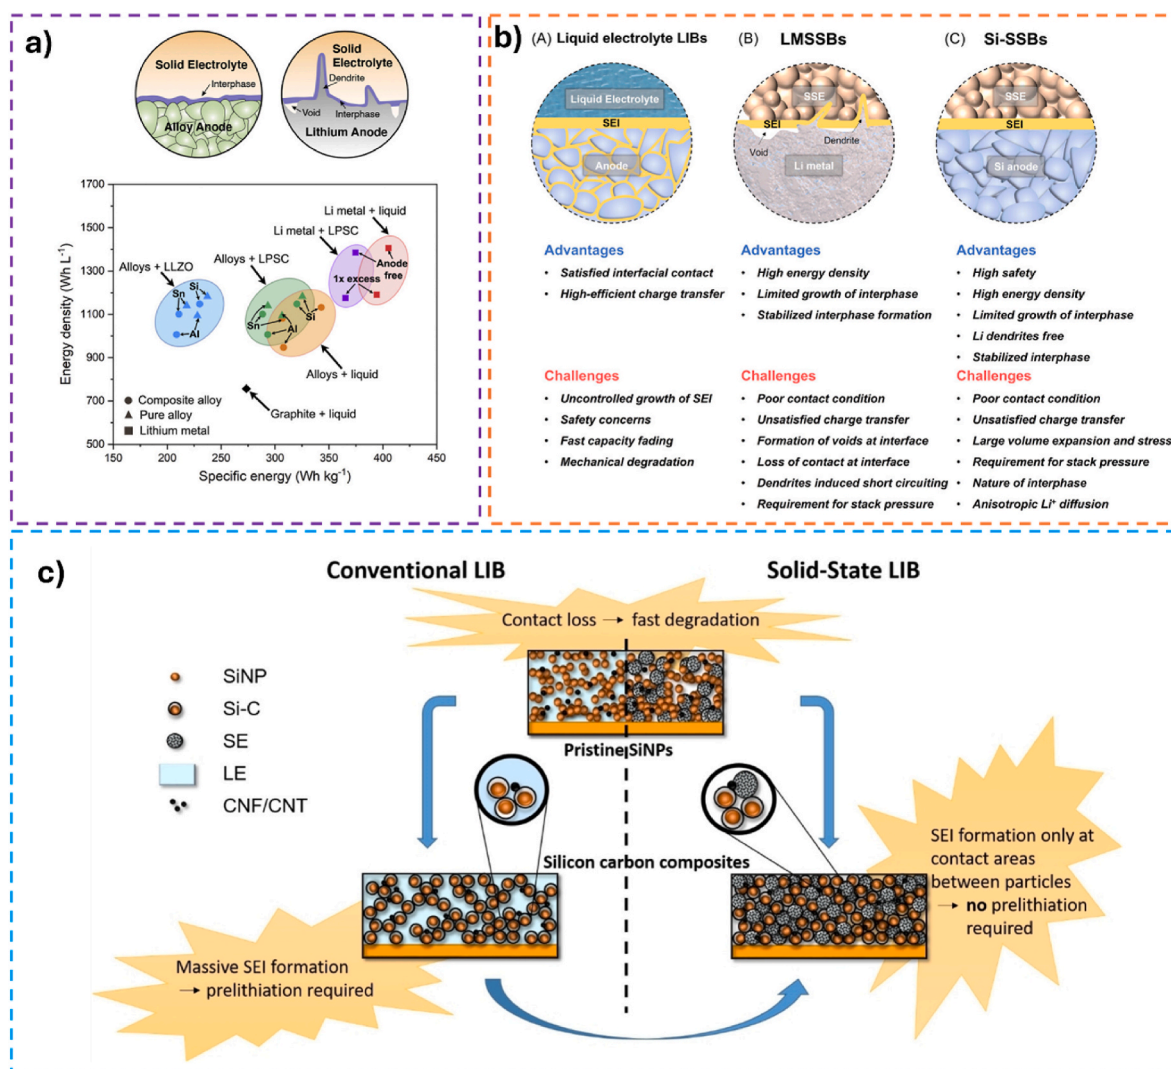 a)
Solid Electrolyte
Interphase
Alloy Anode
Solid
Electrolyte
Dendrite
Void
Interphase
Lithium Anode
Energy density (Wh L⁻¹)
1700
1500
1300
1100
900
700
500
Li metal + liquid
Li metal + LPSC
Alloys + LLZO
Alloys + LPSC
Anode
free
1x excess
Sn
Si
Al
Sn
Al
Si
Alloys + liquid
Graphite + liquid
Composite alloy
Pure alloy
Lithium metal
150 200 250 300 350 400 450
Specific energy (Wh kg⁻¹)
b)
(A) Liquid electrolyte LIBs
Liquid Electrolyte
SEI
Anode
Advantages
• Satisfied interfacial contact
• High-efficient charge transfer
Challenges
• Uncontrolled growth of SEI
• Safety concerns
• Fast capacity fading
• Mechanical degradation
(B) LMSSBs
SSE
SEI
Void
Dendrite
Li metal
Advantages
• High energy density
• Limited growth of interphase
• Stabilized interphase formation
Challenges
• Poor contact condition
• Unsatisfied charge transfer
• Formation of voids at interface
• Loss of contact at interface
• Dendrites induced short circuiting
• Requirement for stack pressure
(C) Si-SSBs
SSE
SEI
Si anode
Advantages
• High safety
• High energy density
• Limited growth of interphase
• Li dendrites free
• Stabilized interphase
Challenges
• Poor contact condition
• Unsatisfied charge transfer
• Large volume expansion and stress
• Requirement for stack pressure
• Nature of interphase
• Anisotropic Li⁺ diffusion
c)
Conventional LIB
Solid-State LIB
Contact loss → fast degradation
SiNP
Si-C
SE
LE
CNF/CNT
Pristine SiNPs
Silicon carbon composites
SEI formation only at
contact areas
between particles
→ no prelithiation
required
Massive SEI formation
→ prelithiation required